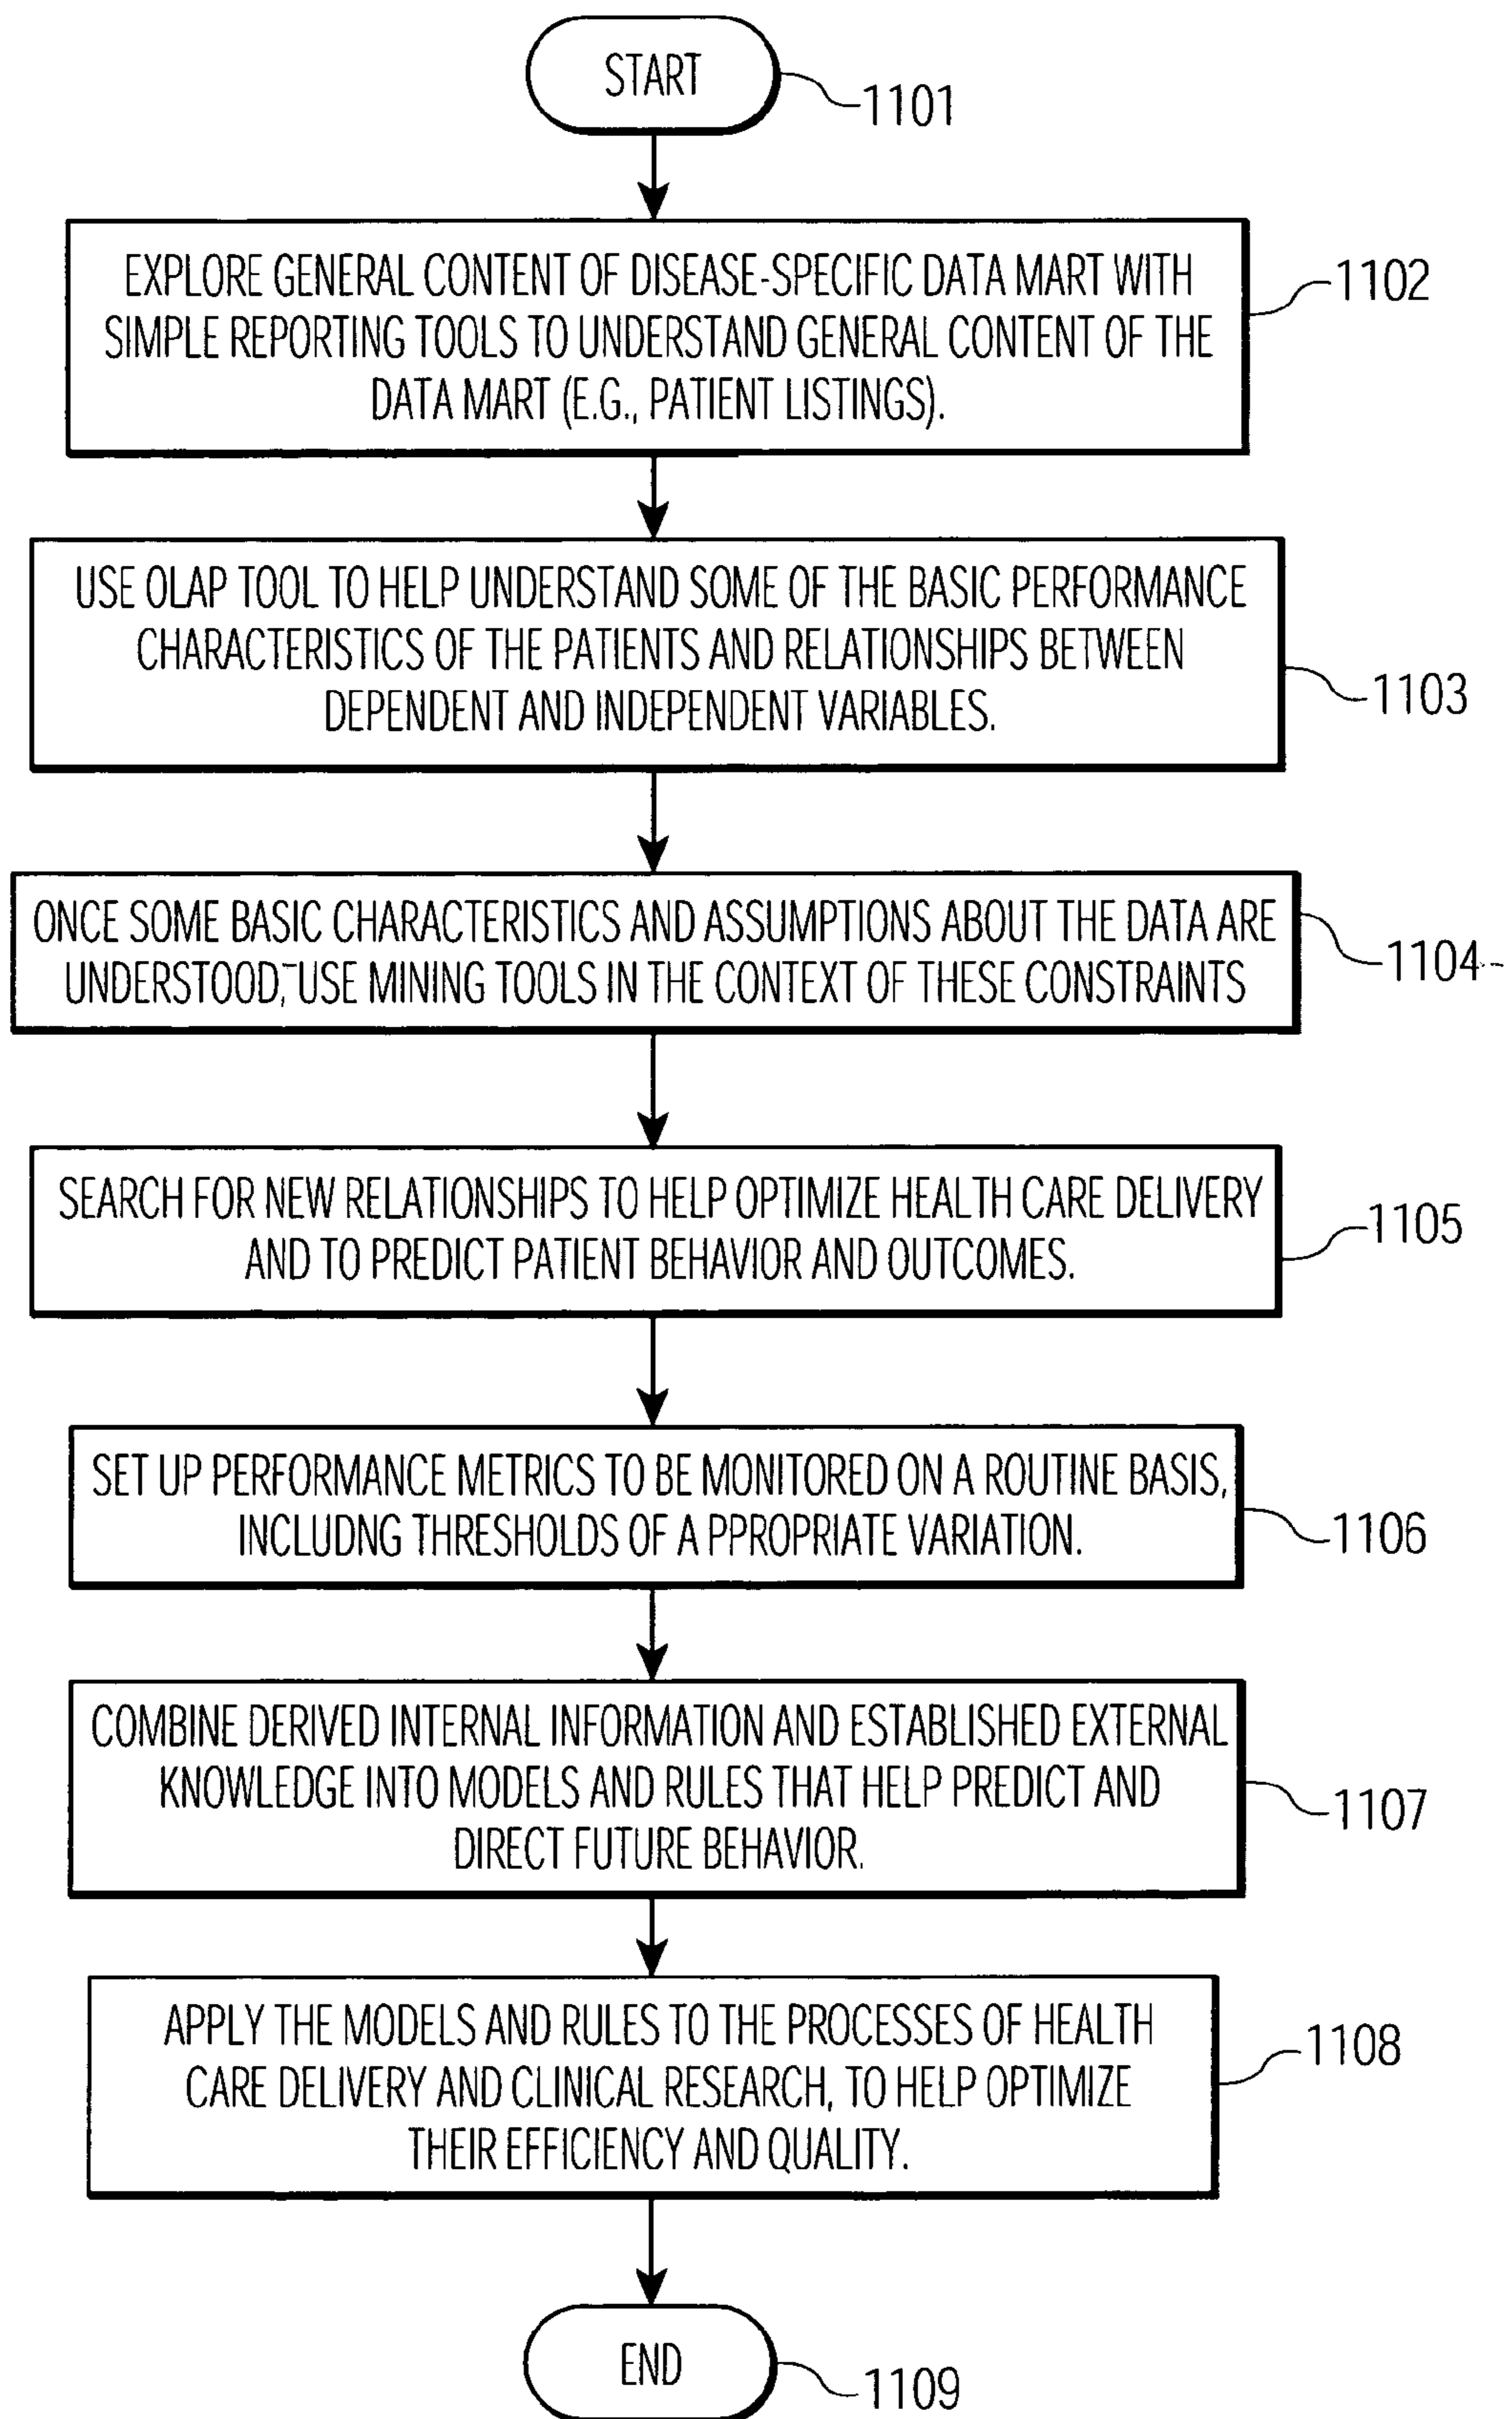 START
1101
EXPLORE GENERAL CONTENT OF DISEASE-SPECIFIC DATA MART WITH
SIMPLE REPORTING TOOLS TO UNDERSTAND GENERAL CONTENT OF THE
DATA MART (E.G., PATIENT LISTINGS).
1102
USE OLAP TOOL TO HELP UNDERSTAND SOME OF THE BASIC PERFORMANCE
CHARACTERISTICS OF THE PATIENTS AND RELATIONSHIPS BETWEEN
DEPENDENT AND INDEPENDENT VARIABLES.
1103
ONCE SOME BASIC CHARACTERISTICS AND ASSUMPTIONS ABOUT THE DATA ARE
UNDERSTOOD, USE MINING TOOLS IN THE CONTEXT OF THESE CONSTRAINTS
1104
SEARCH FOR NEW RELATIONSHIPS TO HELP OPTIMIZE HEALTH CARE DELIVERY
AND TO PREDICT PATIENT BEHAVIOR AND OUTCOMES.
1105
SET UP PERFORMANCE METRICS TO BE MONITORED ON A ROUTINE BASIS,
INCLUDNG THRESHOLDS OF A PPROPRIATE VARIATION.
1106
COMBINE DERIVED INTERNAL INFORMATION AND ESTABLISHED EXTERNAL
KNOWLEDGE INTO MODELS AND RULES THAT HELP PREDICT AND
DIRECT FUTURE BEHAVIOR.
1107
APPLY THE MODELS AND RULES TO THE PROCESSES OF HEALTH
CARE DELIVERY AND CLINICAL RESEARCH, TO HELP OPTIMIZE
THEIR EFFICIENCY AND QUALITY.
1108
END
1109